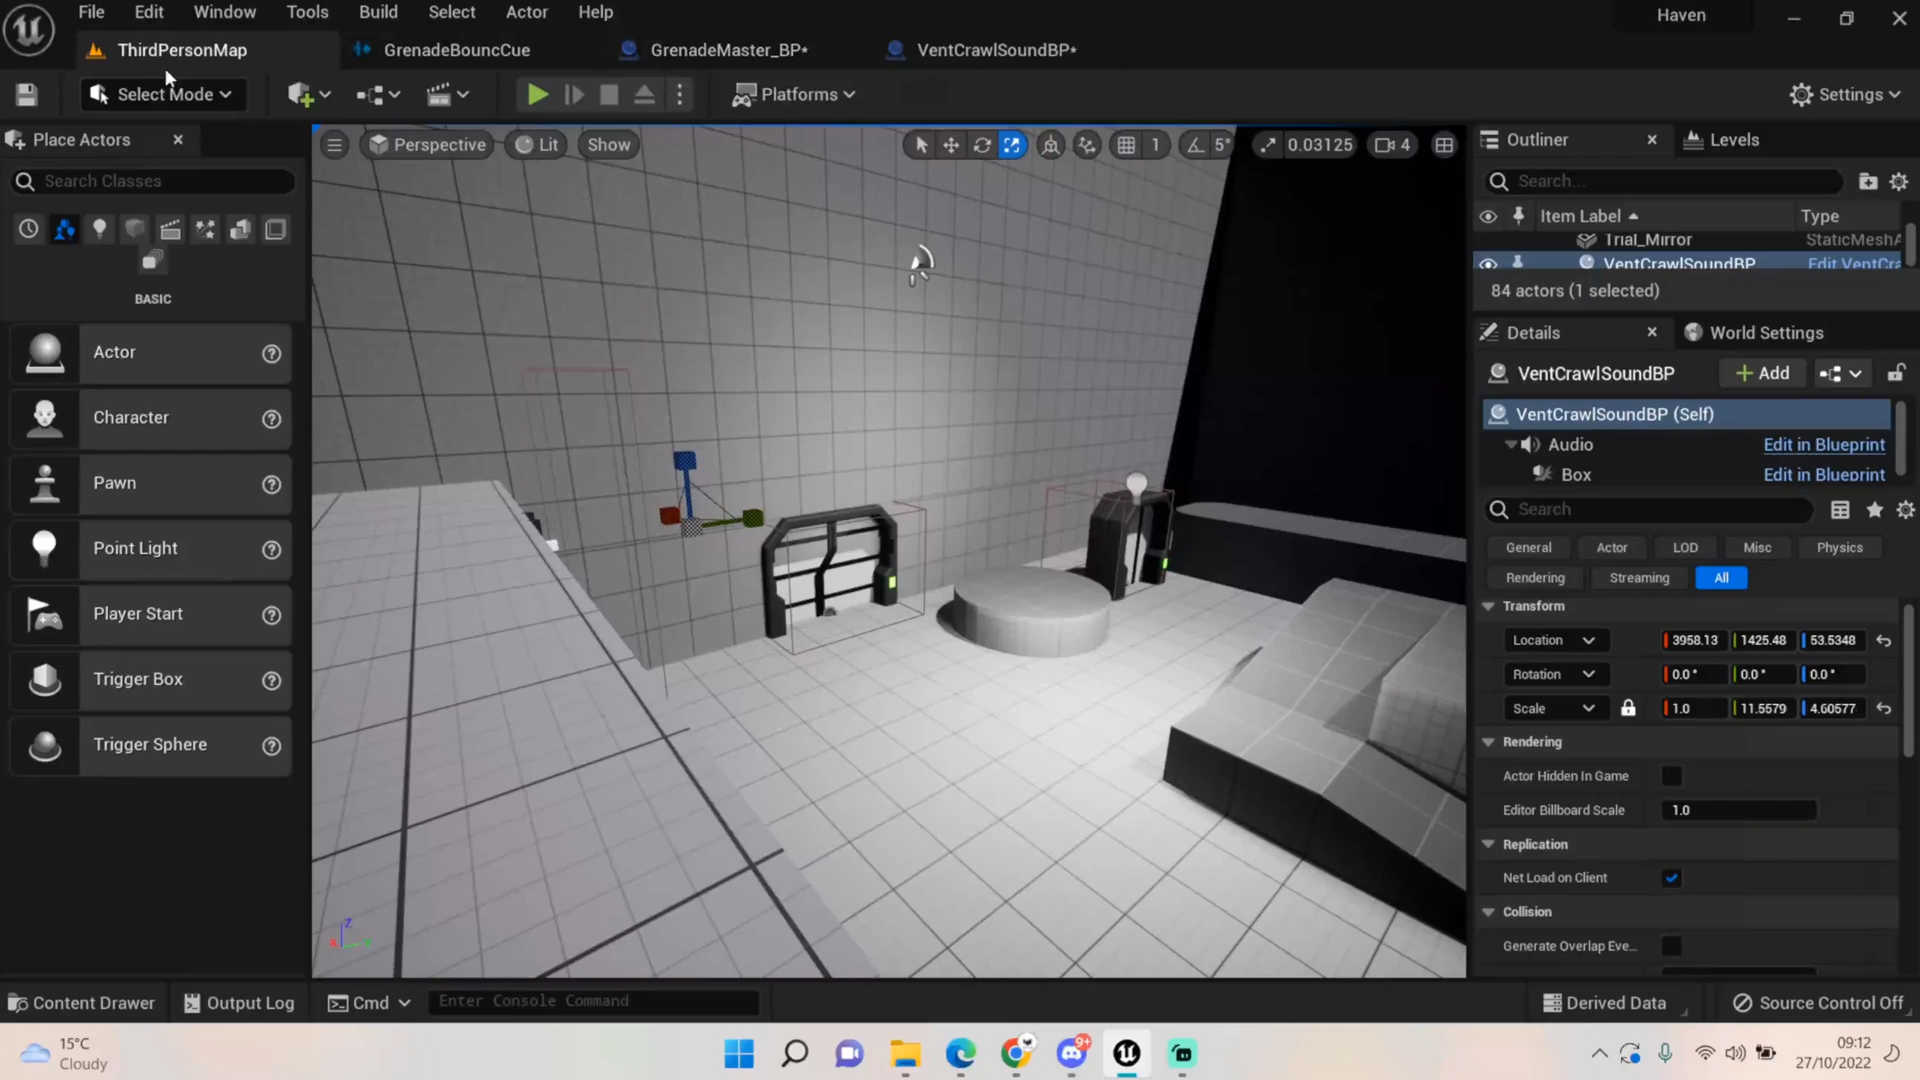 File Edit Window Tools Build Select Actor Help Haven
ThirdPersonMap GrenadeBouncCue GrenadeMaster_BP* VentCrawlSoundBP*
Select Mode Platforms Settings
Place Actors
Search Classes
BASIC
Actor
Character
Pawn
Point Light
Player Start
Trigger Box
Trigger Sphere
Perspective Lit Show 1 5° 0.03125 4
Outliner Levels
Search...
Item Label Type
Trial_Mirror StaticMeshA
VentCrawlSoundBP Edit VentCra
84 actors (1 selected)
Details World Settings
VentCrawlSoundBP Add
VentCrawlSoundBP (Self)
Audio Edit in Blueprint
Box Edit in Blueprint
Search
General Actor LOD Misc Physics
Rendering Streaming All
Transform
Location 3958.13 1425.48 53.5348
Rotation 0.0° 0.0° 0.0°
Scale 1.0 11.5579 4.60577
Rendering
Actor Hidden In Game
Editor Billboard Scale 1.0
Replication
Net Load on Client
Collision
Generate Overlap Eve...
Z
X
Content Drawer Output Log Cmd Enter Console Command Derived Data Source Control Off
15°C
Cloudy
9+
09:12
27/10/2022